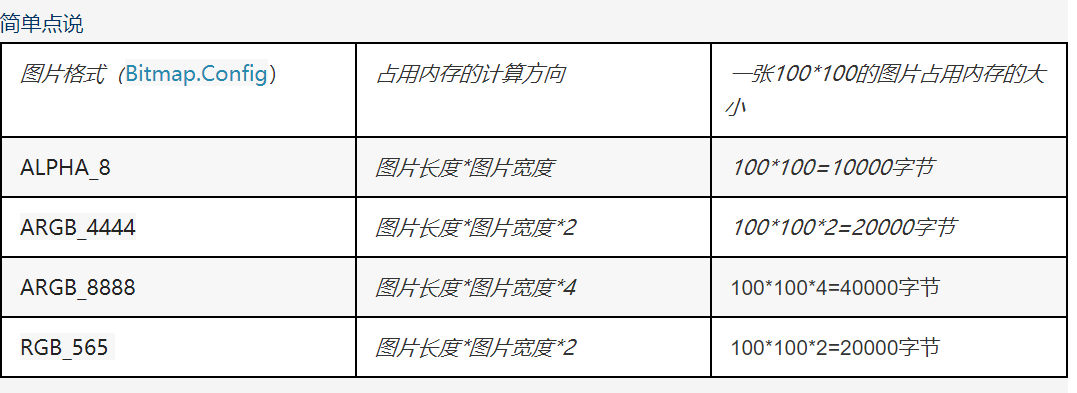 简单点说
图片格式（Bitmap.Config）
占用内存的计算方向
一张100*100的图片占用内存的大
小
ALPHA_8
图片长度*图片宽度
100*100=10000字节
ARGB_4444
图片长度*图片宽度*2
100*100*2=20000字节
ARGB_8888
图片长度*图片宽度*4
100*100*4=40000字节
RGB_565
图片长度*图片宽度*2
100*100*2=20000字节